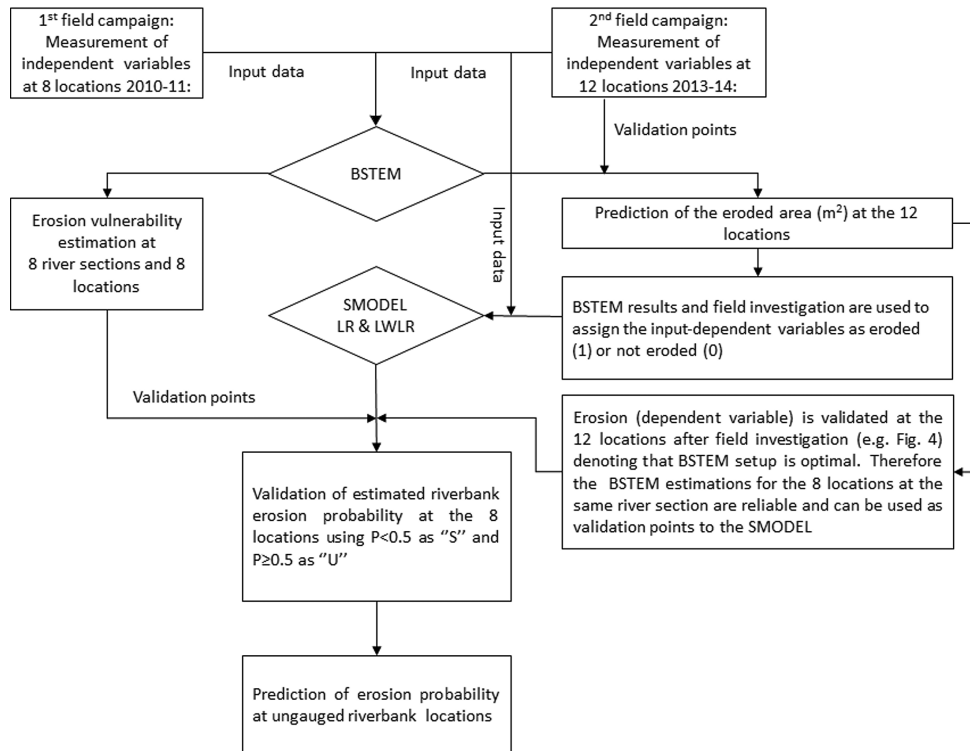 1st field campaign:
Measurement of
independent variables
at 8 locations 2010-11:
2nd field campaign:
Measurement of
independent variables at
12 locations 2013-14:
Input data
Input data
Validation points
BSTEM
Erosion vulnerability
estimation at
8 river sections and 8
locations
Prediction of the eroded area (m2) at the 12
locations
Input data
SMODEL
LR & LWLR
BSTEM results and field investigation are used to
assign the input-dependent variables as eroded
(1) or not eroded (0)
Validation points
Erosion (dependent variable) is validated at the
12 locations after field investigation (e.g. Fig. 4)
denoting that BSTEM setup is optimal. Therefore
the BSTEM estimations for the 8 locations at the
same river section are reliable and can be used as
validation points to the SMODEL
Validation of estimated riverbank
erosion probability at the 8
locations using P<0.5 as ‘’S’’ and
P≥0.5 as ‘’U’’
Prediction of erosion probability
at ungauged riverbank locations